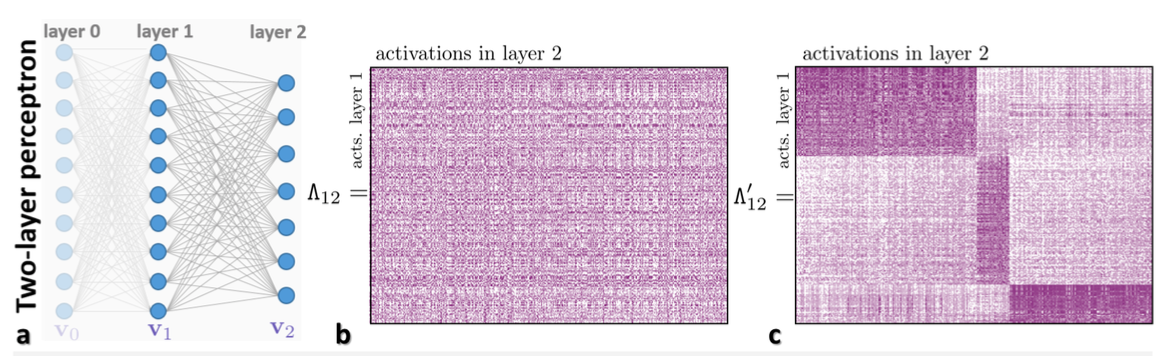 Two-layer perceptron
layer 0
layer 1
layer 2
v₀
v₁
v₂
a
activations in layer 2
acts. layer 1
Λ₁₂ =
b
activations in layer 2
acts. layer 1
Λ′₁₂ =
c